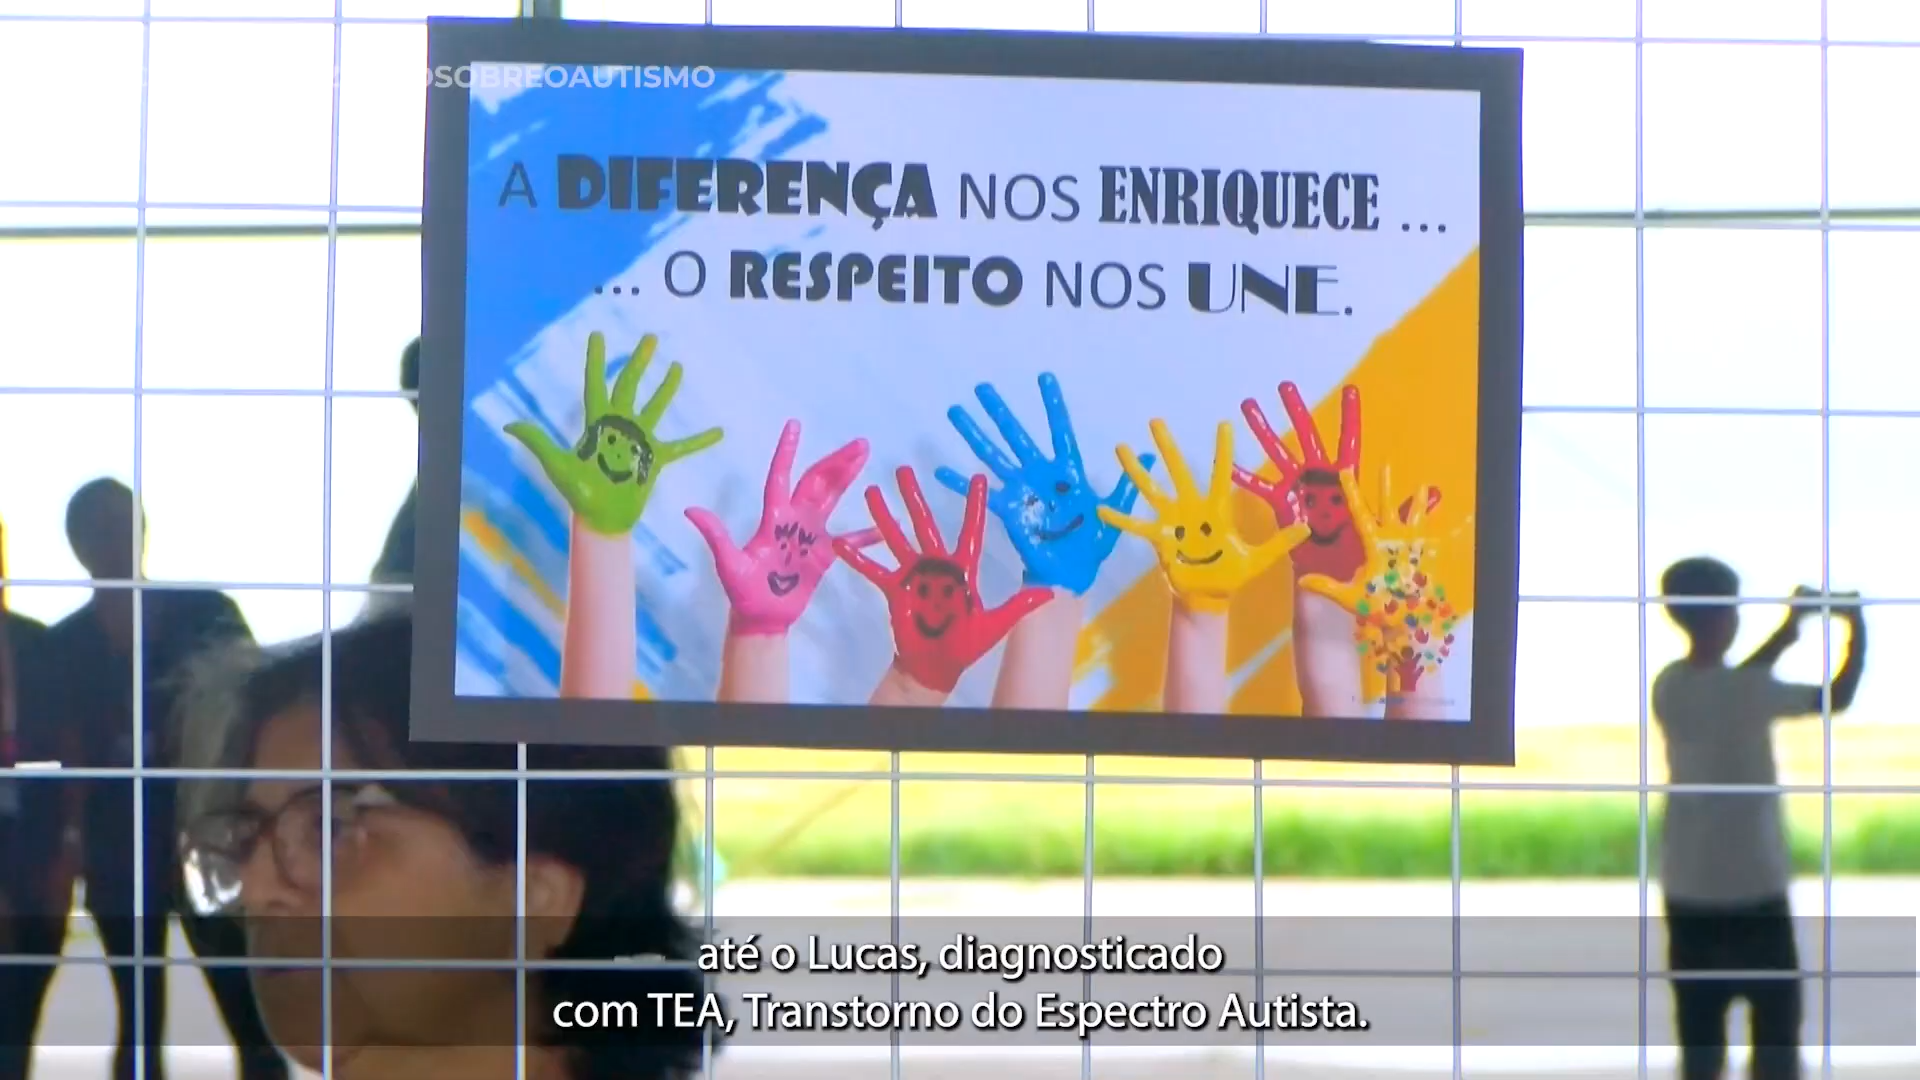 OSOBREOAUTISMO
A DIFERENÇA NOS ENRIQUECE ...
... O RESPEITO NOS UNE.
até o Lucas, diagnosticado
com TEA, Transtorno do Espectro Autista.